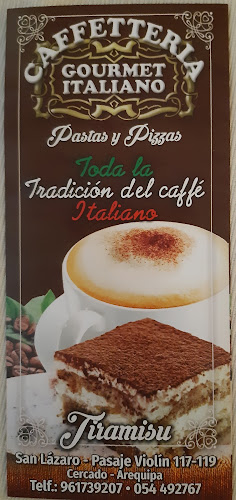 CAFFETTERIA
GOURMET
ITALIANO
Pastas y Pizzas
Toda la
Tradición del caffé
Italiano
Tiramisu
San Lázaro - Pasaje Violín 117-119
Cercado - Arequipa
Telf.: 961739207 • 054 492767